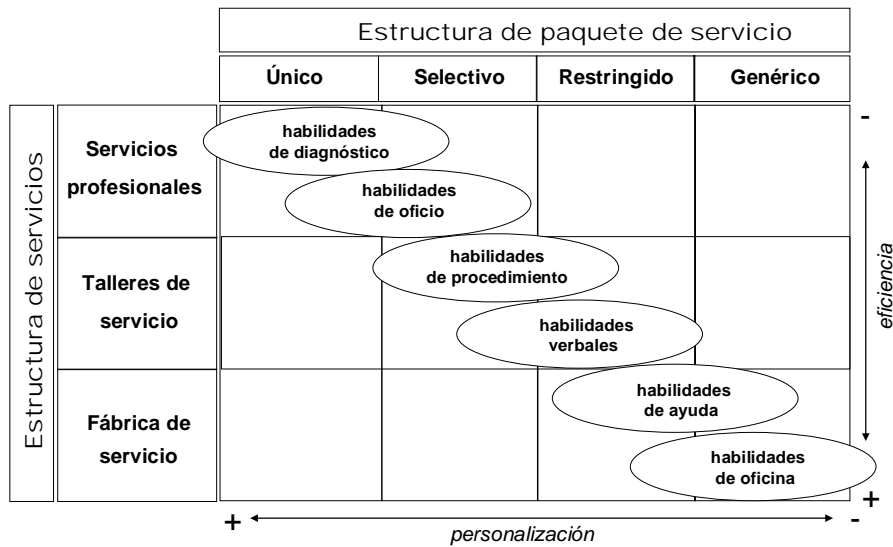 Estructura de paquete de servicio
Único
Selectivo
Restringido
Genérico
Estructura de servicios
Servicios
profesionales
habilidades
de diagnóstico
habilidades
de oficio
-
Talleres de
servicio
habilidades
de procedimiento
habilidades
verbales
eficiencia
Fábrica de
servicio
habilidades
de ayuda
habilidades
de oficina
+
+
personalización
-